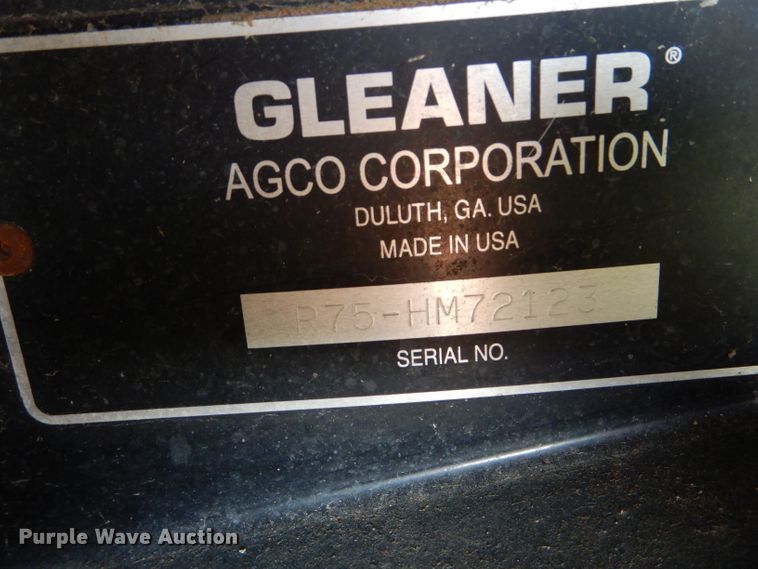 GLEANER®
AGCO CORPORATION
DULUTH, GA. USA
MADE IN USA
R75-HM72123
SERIAL NO.
Purple Wave Auction